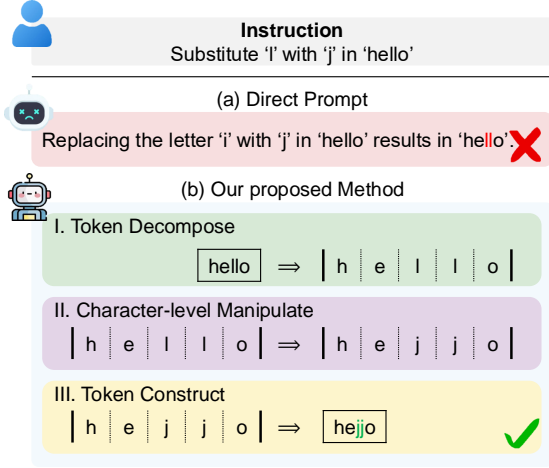 Instruction
Substitute ‘l’ with ‘j’ in ‘hello’
(a) Direct Prompt
Replacing the letter ‘i’ with ‘j’ in ‘hello’ results in ‘hello’.
(b) Our proposed Method
I. Token Decompose
hello ⇒ | h | e | l | l | o |
II. Character-level Manipulate
| h | e | l | l | o | ⇒ | h | e | j | j | o |
III. Token Construct
| h | e | j | j | o | ⇒ hejjo